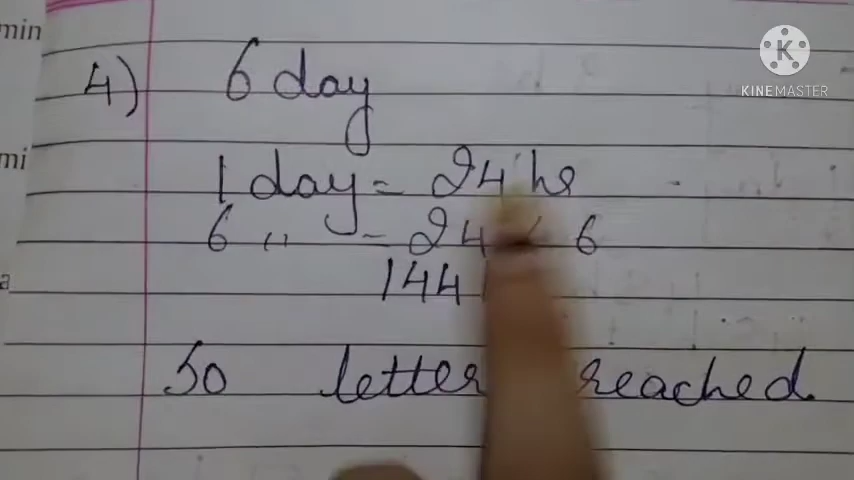 min
4) 6 day
K
KINEMASTER
mi
1 day = 24 hr
6 " = 24 × 6
144
a
So letter reached.